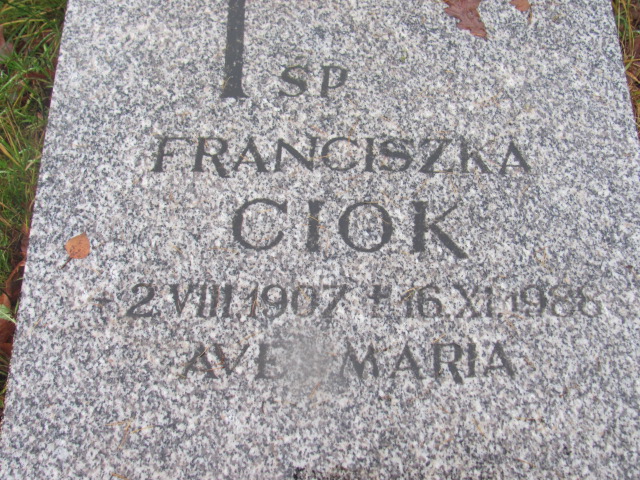 SP
FRANCISZKA
CIOK
2.VIII.1907 + 16.XI.1988
AVE MARIA